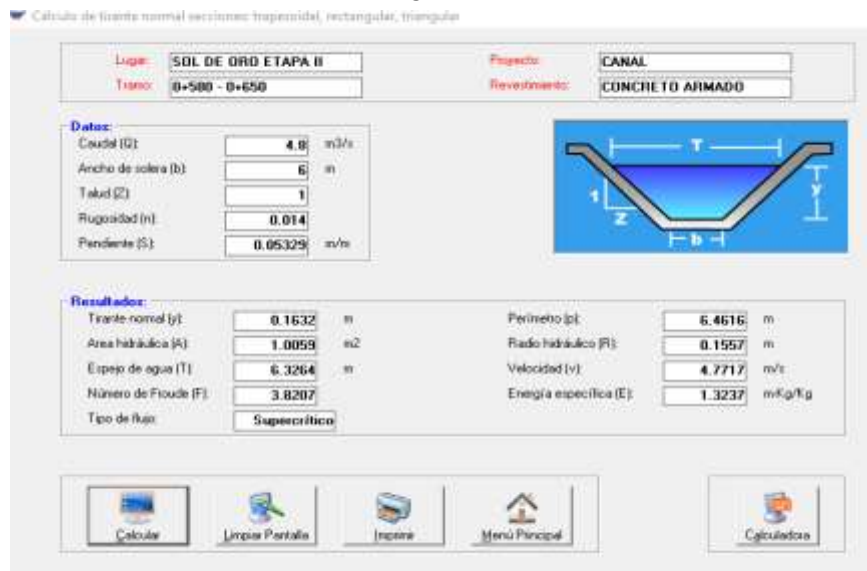 Cálculo de tirante normal secciones: trapezoidal, rectangular, triangular
Lugar: SOL DE ORO ETAPA II Proyecto: CANAL
Tramo: 0+580 - 0+650 Revestimiento: CONCRETO ARMADO
Datos:
Caudal (Q): 4.8 m3/s
Ancho de solera (b): 6 m
Talud (Z): 1
Rugosidad (n): 0.014
Pendiente (S): 0.05329 m/m
T
1
Z
y
b
Resultados:
Tirante normal (y): 0.1632 m Perímetro (p): 6.4616 m
Area hidráulica (A): 1.0059 m2 Radio hidráulico (R): 0.1557 m
Espejo de agua (T): 6.3264 m Velocidad (v): 4.7717 m/s
Número de Froude (F): 3.8207 Energía específica (E): 1.3237 m-Kg/Kg
Tipo de flujo: Supercrítico
Calcular Limpiar Pantalla Imprimir Menú Principal Calculadora